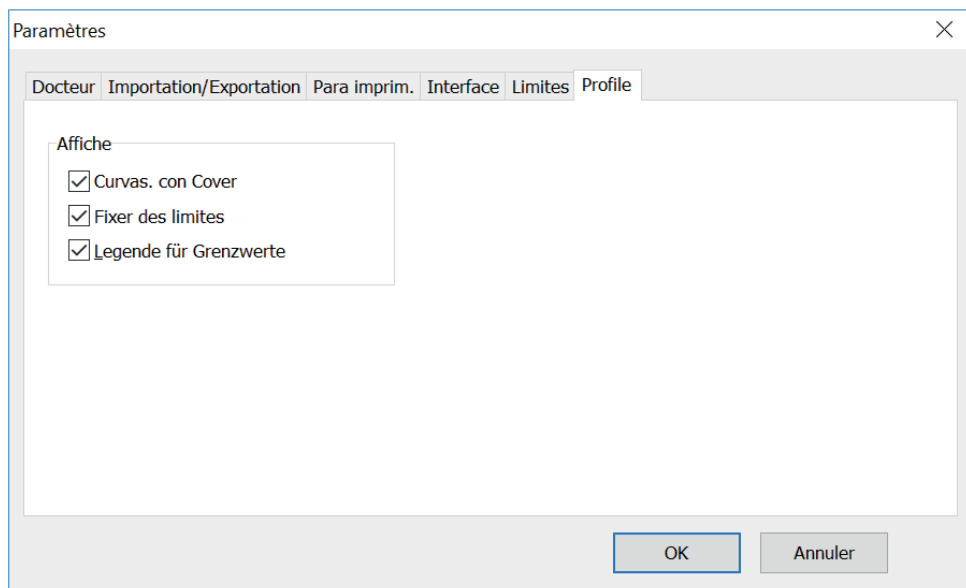 Paramètres
Docteur Importation/Exportation Para imprim. Interface Limites Profile
Affiche
Curvas. con Cover
Fixer des limites
Legende für Grenzwerte
OK Annuler